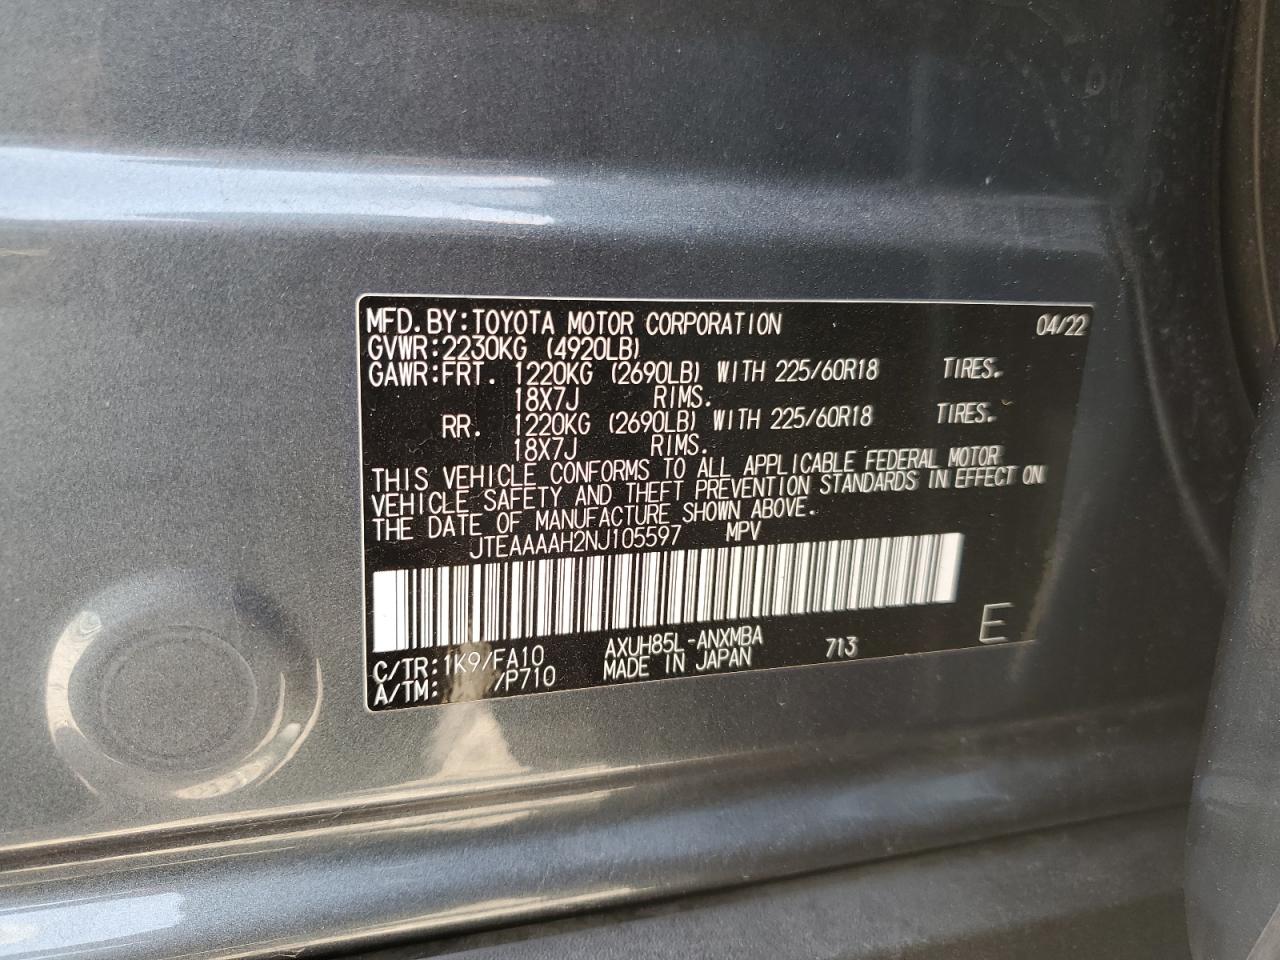 MFD.BY:TOYOTA MOTOR CORPORATION 04/22
GVWR:2230KG (4920LB)
GAWR:FRT. 1220KG (2690LB) WITH 225/60R18 TIRES.
18X7J RIMS.
RR. 1220KG (2690LB) WITH 225/60R18 TIRES.
18X7J RIMS.
THIS VEHICLE CONFORMS TO ALL APPLICABLE FEDERAL MOTOR
VEHICLE SAFETY AND THEFT PREVENTION STANDARDS IN EFFECT ON
THE DATE OF MANUFACTURE SHOWN ABOVE.
JTEAAAAH2NJ105597 MPV
C/TR:1K9/FA10 AXUH85L-ANXMBA 713 E
A/TM: /P710 MADE IN JAPAN